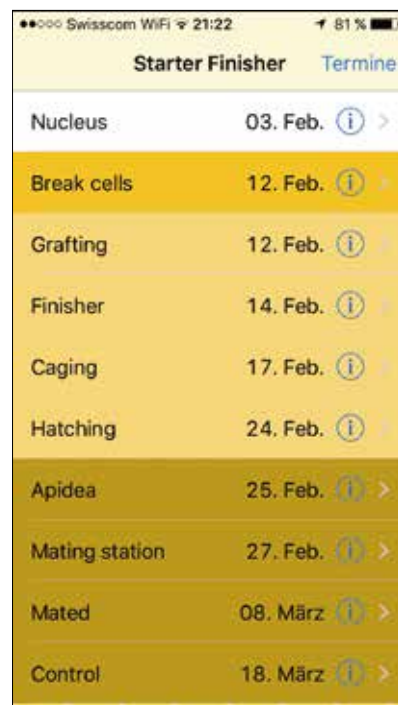 Swisscom WiFi 21:22 81 %
Starter Finisher Termine
Nucleus 03. Feb.
Break cells 12. Feb.
Grafting 12. Feb.
Finisher 14. Feb.
Caging 17. Feb.
Hatching 24. Feb.
Apidea 25. Feb.
Mating station 27. Feb.
Mated 08. März
Control 18. März